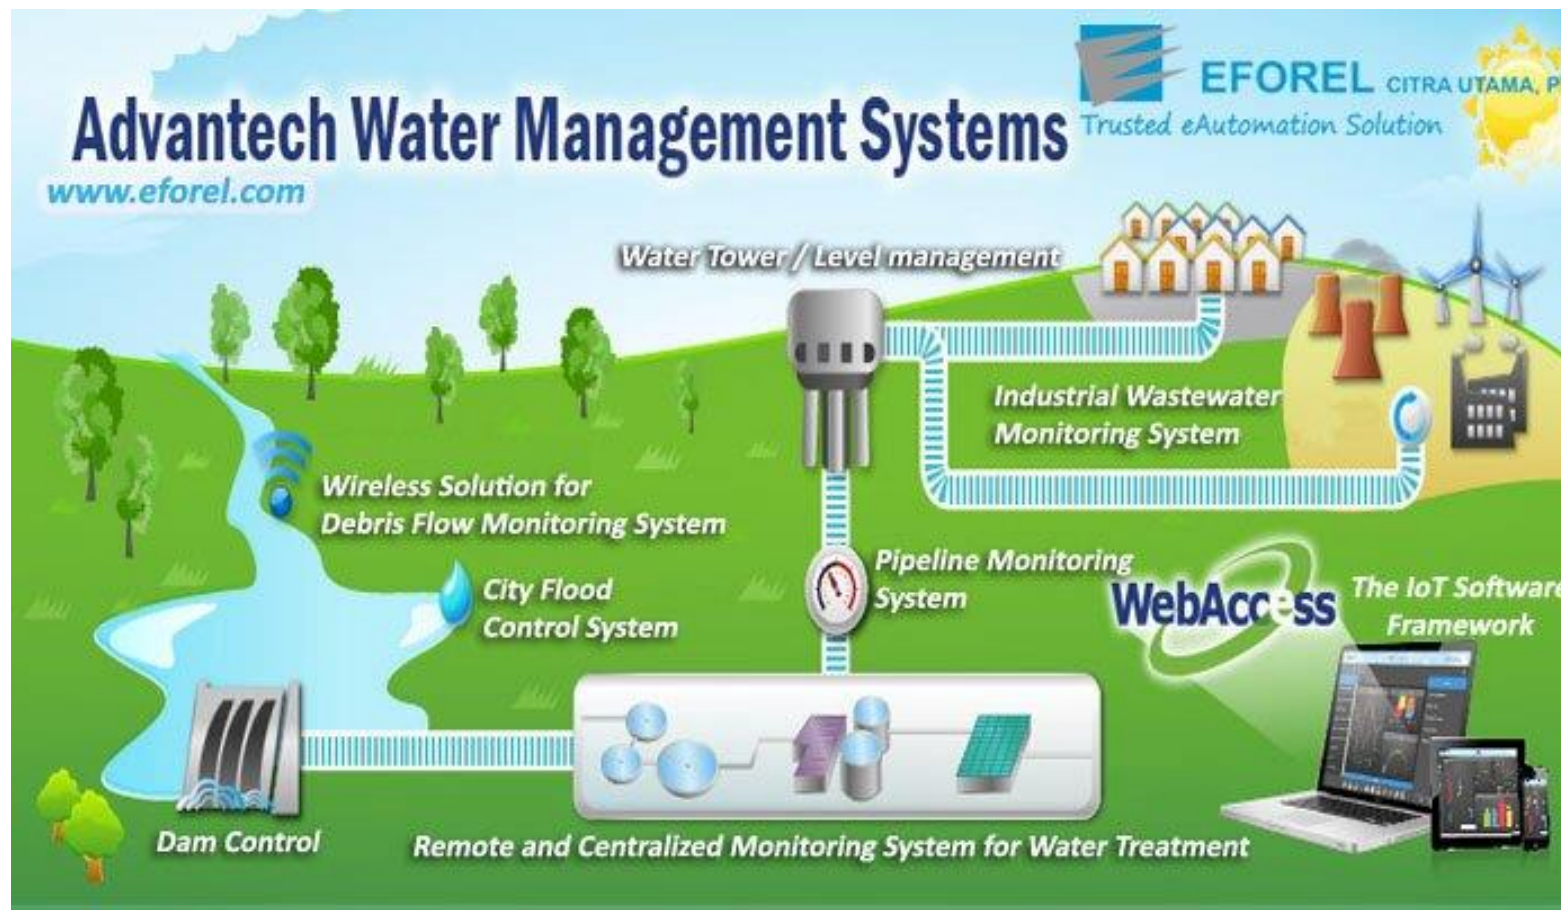 EFOREL CITRA UTAMA, P
Trusted eAutomation Solution
Advantech Water Management Systems
www.eforel.com
Water Tower / Level management
Industrial Wastewater
Monitoring System
Wireless Solution for
Debris Flow Monitoring System
Pipeline Monitoring
System
City Flood
Control System
WebAccess
The IoT Software
Framework
Dam Control
Remote and Centralized Monitoring System for Water Treatment